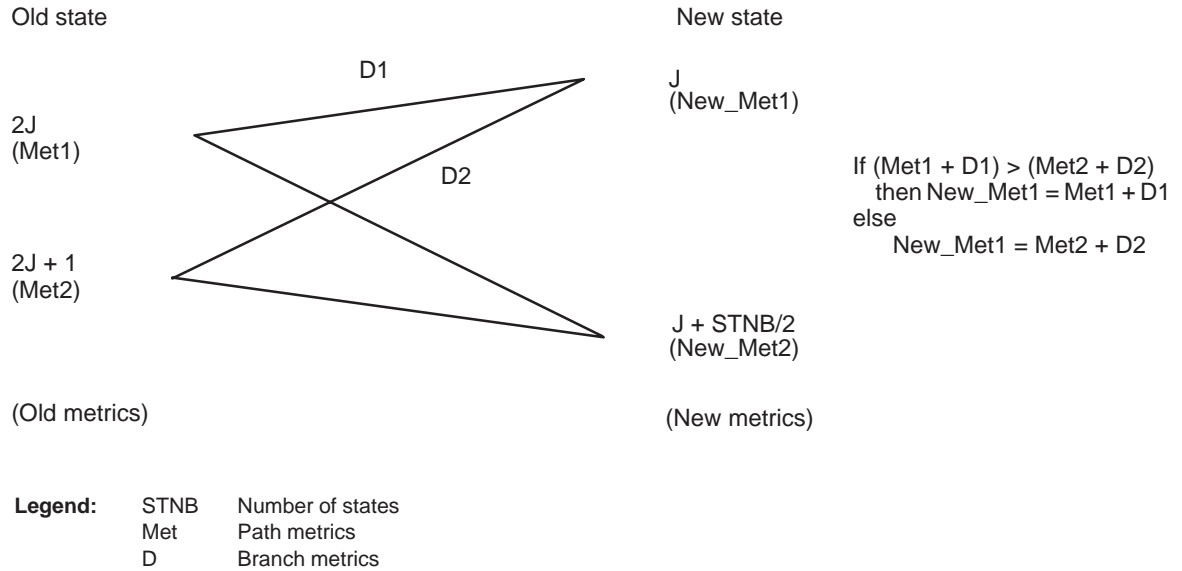 Old state
New state
D1
J
(New_Met1)
2J
(Met1)
D2
If (Met1 + D1) > (Met2 + D2)
then New_Met1 = Met1 + D1
else
New_Met1 = Met2 + D2
2J + 1
(Met2)
J + STNB/2
(New_Met2)
(Old metrics)
(New metrics)
Legend: STNB Number of states
Met Path metrics
D Branch metrics